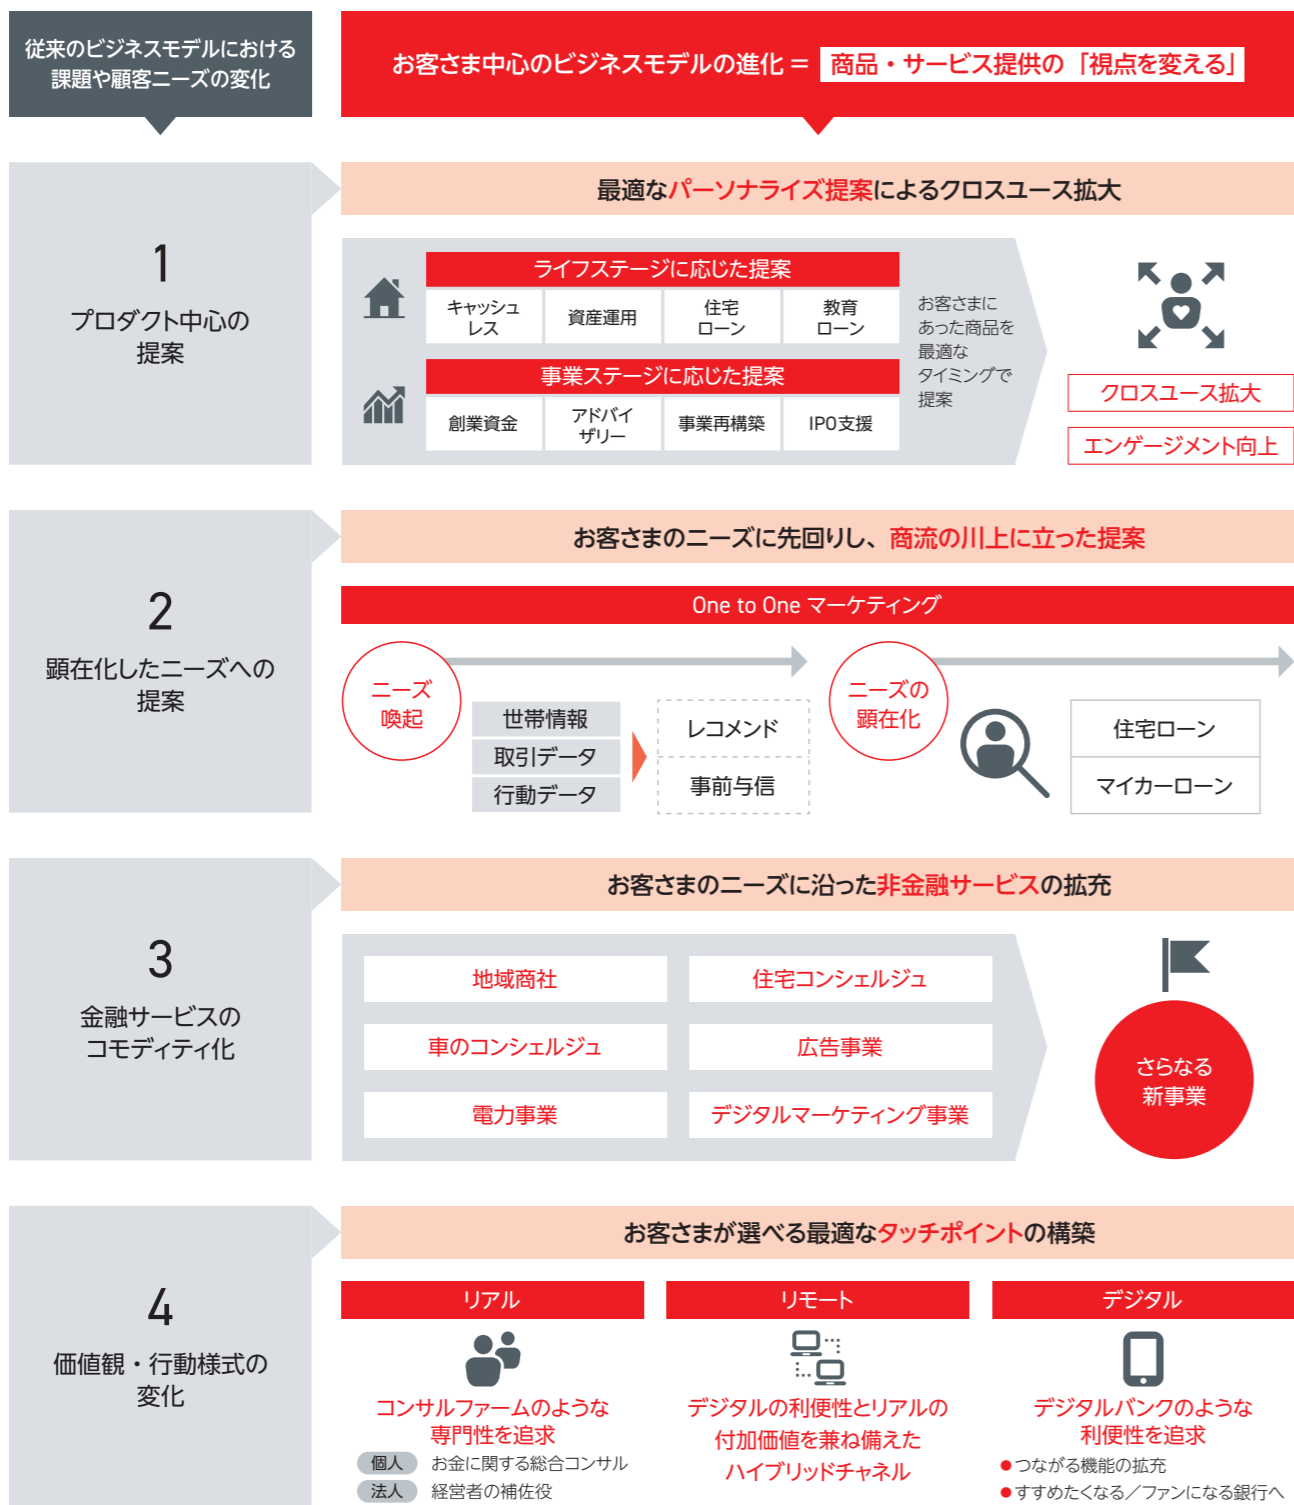 従来のビジネスモデルにおける
課題や顧客ニーズの変化
お客さま中心のビジネスモデルの進化 = 商品・サービス提供の「視点を変える」
1
プロダクト中心の
提案
最適なパーソナライズ提案によるクロスユース拡大
ライフステージに応じた提案
キャッシュ
レス
資産運用
住宅
ローン
教育
ローン
事業ステージに応じた提案
創業資金
アドバイ
ザリー
事業再構築
IPO支援
お客さまに
あった商品を
最適な
タイミングで
提案
クロスユース拡大
エンゲージメント向上
2
顕在化したニーズへの
提案
お客さまのニーズに先回りし、商流の川上に立った提案
One to One マーケティング
ニーズ
喚起
世帯情報
取引データ
行動データ
レコメンド
事前与信
ニーズの
顕在化
住宅ローン
マイカーローン
3
金融サービスの
コモディティ化
お客さまのニーズに沿った非金融サービスの拡充
地域商社
住宅コンシェルジュ
車のコンシェルジュ
広告事業
電力事業
デジタルマーケティング事業
さらなる
新事業
4
価値観・行動様式の
変化
お客さまが選べる最適なタッチポイントの構築
リアル
コンサルファームのような
専門性を追求
個人 お金に関する総合コンサル
法人 経営者の補佐役
リモート
デジタルの利便性とリアルの
付加価値を兼ね備えた
ハイブリッドチャネル
デジタル
デジタルバンクのような
利便性を追求
●つながる機能の拡充
●すすめたくなる／ファンになる銀行へ